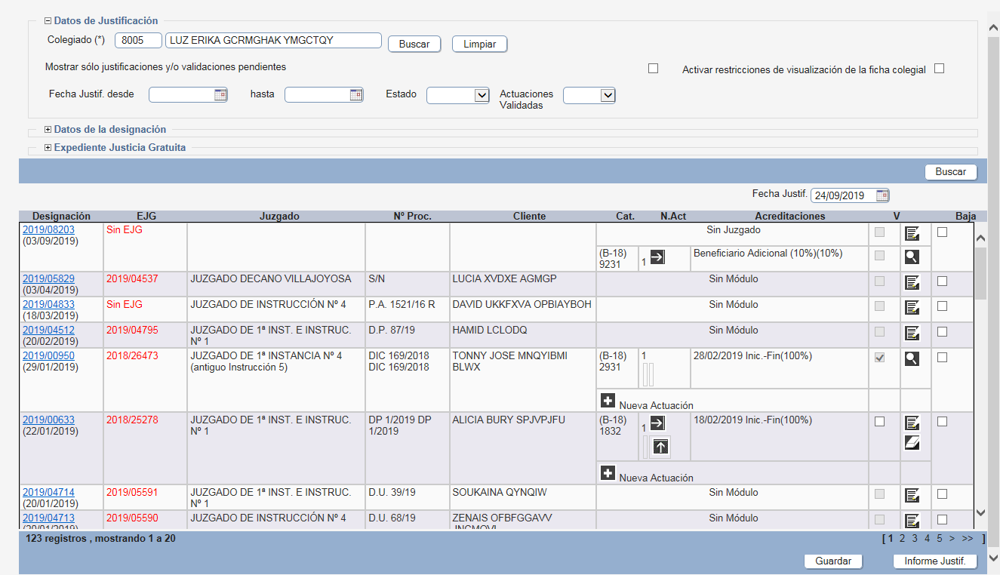 Datos de Justificación
Colegiado (*) 8005 LUZ ERIKA GCRMGHAK YMGCTQY Buscar Limpiar
Mostrar sólo justificaciones y/o validaciones pendientes Activar restricciones de visualización de la ficha colegial
Fecha Justif. desde hasta Estado Actuaciones
Validadas
Datos de la designación
Expediente Justicia Gratuita
Buscar
Fecha Justif. 24/09/2019
Designación EJG Juzgado Nº Proc. Cliente Cat. N.Act Acreditaciones V Baja
2019/08203 Sin EJG Sin Juzgado
(03/09/2019)
(B-18) 1 Beneficiario Adicional (10%)(10%)
9231
2019/05829 2019/04537 JUZGADO DECANO VILLAJOYOSA S/N LUCIA XVDXE AGMGP Sin Módulo
(03/04/2019)
2019/04833 Sin EJG JUZGADO DE INSTRUCCIÓN Nº 4 P.A. 1521/16 R DAVID UKKFXVA OPBIAYBOH Sin Módulo
(18/03/2019)
2019/04512 2019/04795 JUZGADO DE 1ª INST. E INSTRUC. D.P. 87/19 HAMID LCLODQ Sin Módulo
(20/02/2019) Nº 1
2019/00950 2018/26473 JUZGADO DE 1ª INSTANCIA Nº 4 DIC 169/2018 TONNY JOSE MNQYIBMI (B-18) 1 28/02/2019 Inic.-Fin(100%)
(29/01/2019) (antiguo Instrucción 5) DIC 169/2018 BLWX 2931
Nueva Actuación
2019/00633 2018/25278 JUZGADO DE 1ª INST. E INSTRUC. DP 1/2019 DP ALICIA BURY SPJVPJFU (B-18) 1 18/02/2019 Inic.-Fin(100%)
(22/01/2019) Nº 1 1/2019 1832
Nueva Actuación
2019/04714 2019/05591 JUZGADO DE 1ª INST. E INSTRUC. D.U. 39/19 SOUKAINA QYNQIW Sin Módulo
(20/01/2019) Nº 1
2019/04713 2019/05590 JUZGADO DE INSTRUCCIÓN Nº 4 D.U. 68/19 ZENAIS OFBFGGAVV Sin Módulo
123 registros , mostrando 1 a 20 [ 1 2 3 4 5 > >> ]
Guardar Informe Justif.